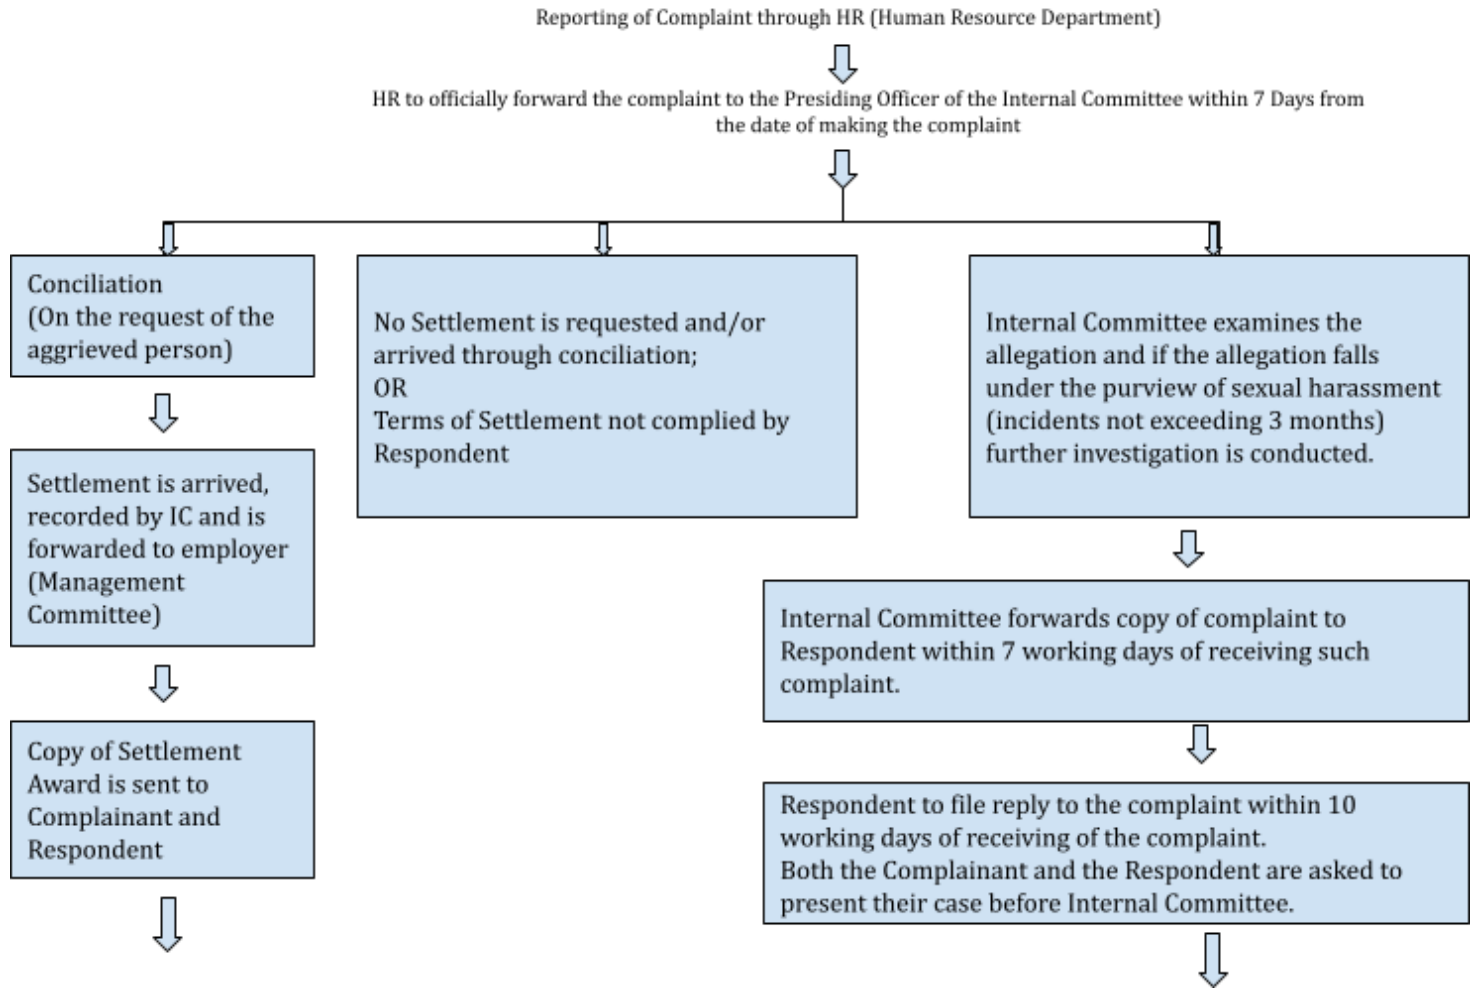 Reporting of Complaint through HR (Human Resource Department)
HR to officially forward the complaint to the Presiding Officer of the Internal Committee within 7 Days from
the date of making the complaint
Conciliation
(On the request of the
aggrieved person)
Settlement is arrived,
recorded by IC and is
forwarded to employer
(Management
Committee)
Copy of Settlement
Award is sent to
Complainant and
Respondent
No Settlement is requested and/or
arrived through conciliation;
OR
Terms of Settlement not complied by
Respondent
Internal Committee examines the
allegation and if the allegation falls
under the purview of sexual harassment
(incidents not exceeding 3 months)
further investigation is conducted.
Internal Committee forwards copy of complaint to
Respondent within 7 working days of receiving such
complaint.
Respondent to file reply to the complaint within 10
working days of receiving of the complaint.
Both the Complainant and the Respondent are asked to
present their case before Internal Committee.